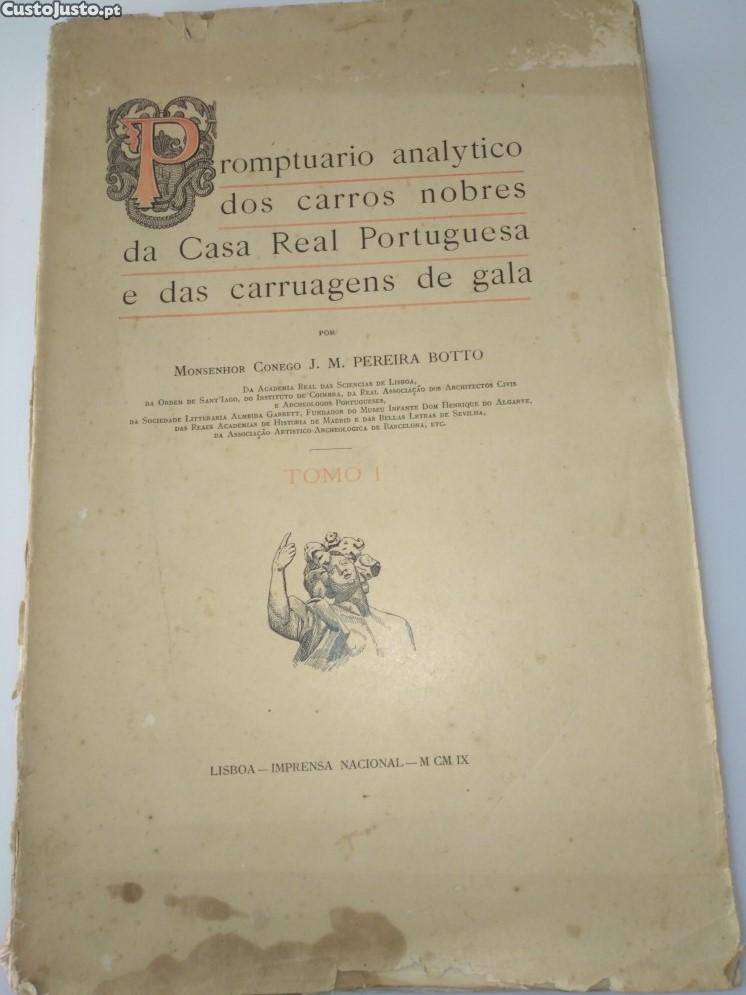 CustoJusto.pt
Promptuario analytico
dos carros nobres
da Casa Real Portuguesa
e das carruagens de gala
POR
MONSENHOR CONEGO J. M. PEREIRA BOTTO
DA ACADEMIA REAL DAS SCIENCIAS DE LISBOA,
DA ORDEM DE SANT'IAGO, DO INSTITUTO DE COIMBRA, DA REAL ASSOCIAÇÃO DOS ARCHITECTOS CIVIS
E ARCHEOLOGOS PORTUGUESES,
DA SOCIEDADE LITTERARIA ALMEIDA GARRETT, FUNDADOR DO MUSEU INFANTE DOM HENRIQUE DO ALGARVE,
DAS REAES ACADEMIAS DE HISTORIA DE MADRID E DAS BELLAS LETRAS DE SEVILHA,
DA ASSOCIAÇÃO ARTISTICO-ARCHEOLOGICA DE BARCELONA, ETC.
TOMO I
LISBOA — IMPRENSA NACIONAL — M CM IX